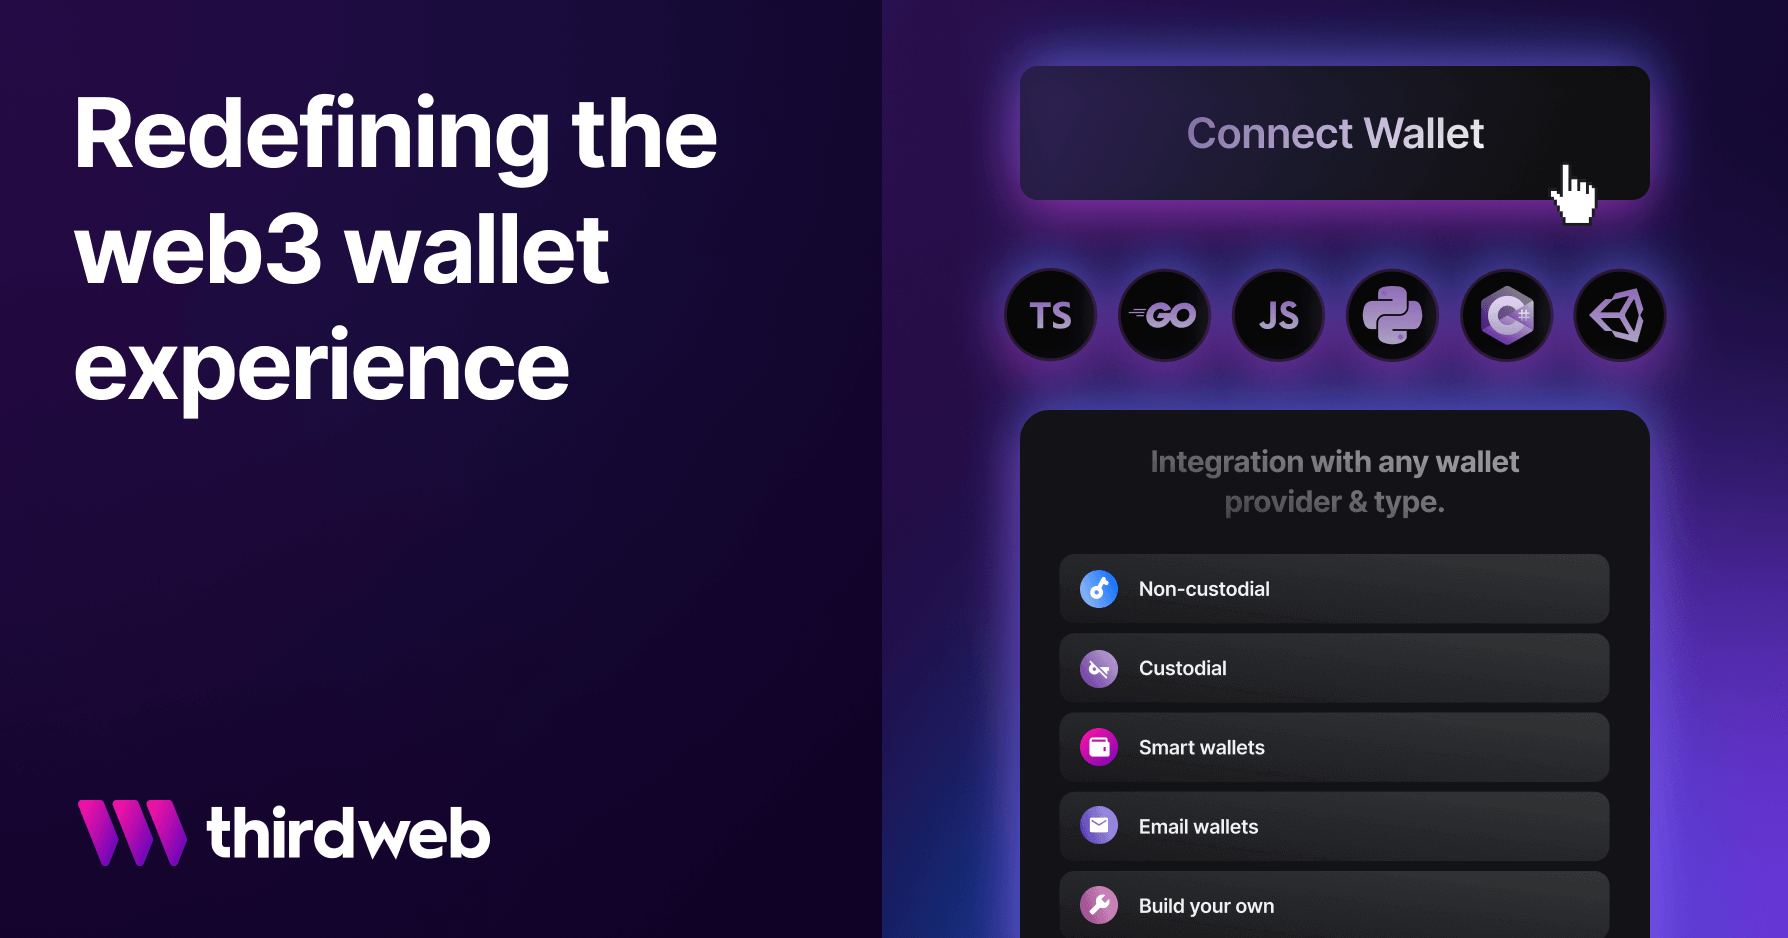 Redefining the
web3 wallet
experience
thirdweb
Connect Wallet
TS GO JS C#
Integration with any wallet
provider & type.
Non-custodial
Custodial
Smart wallets
Email wallets
Build your own